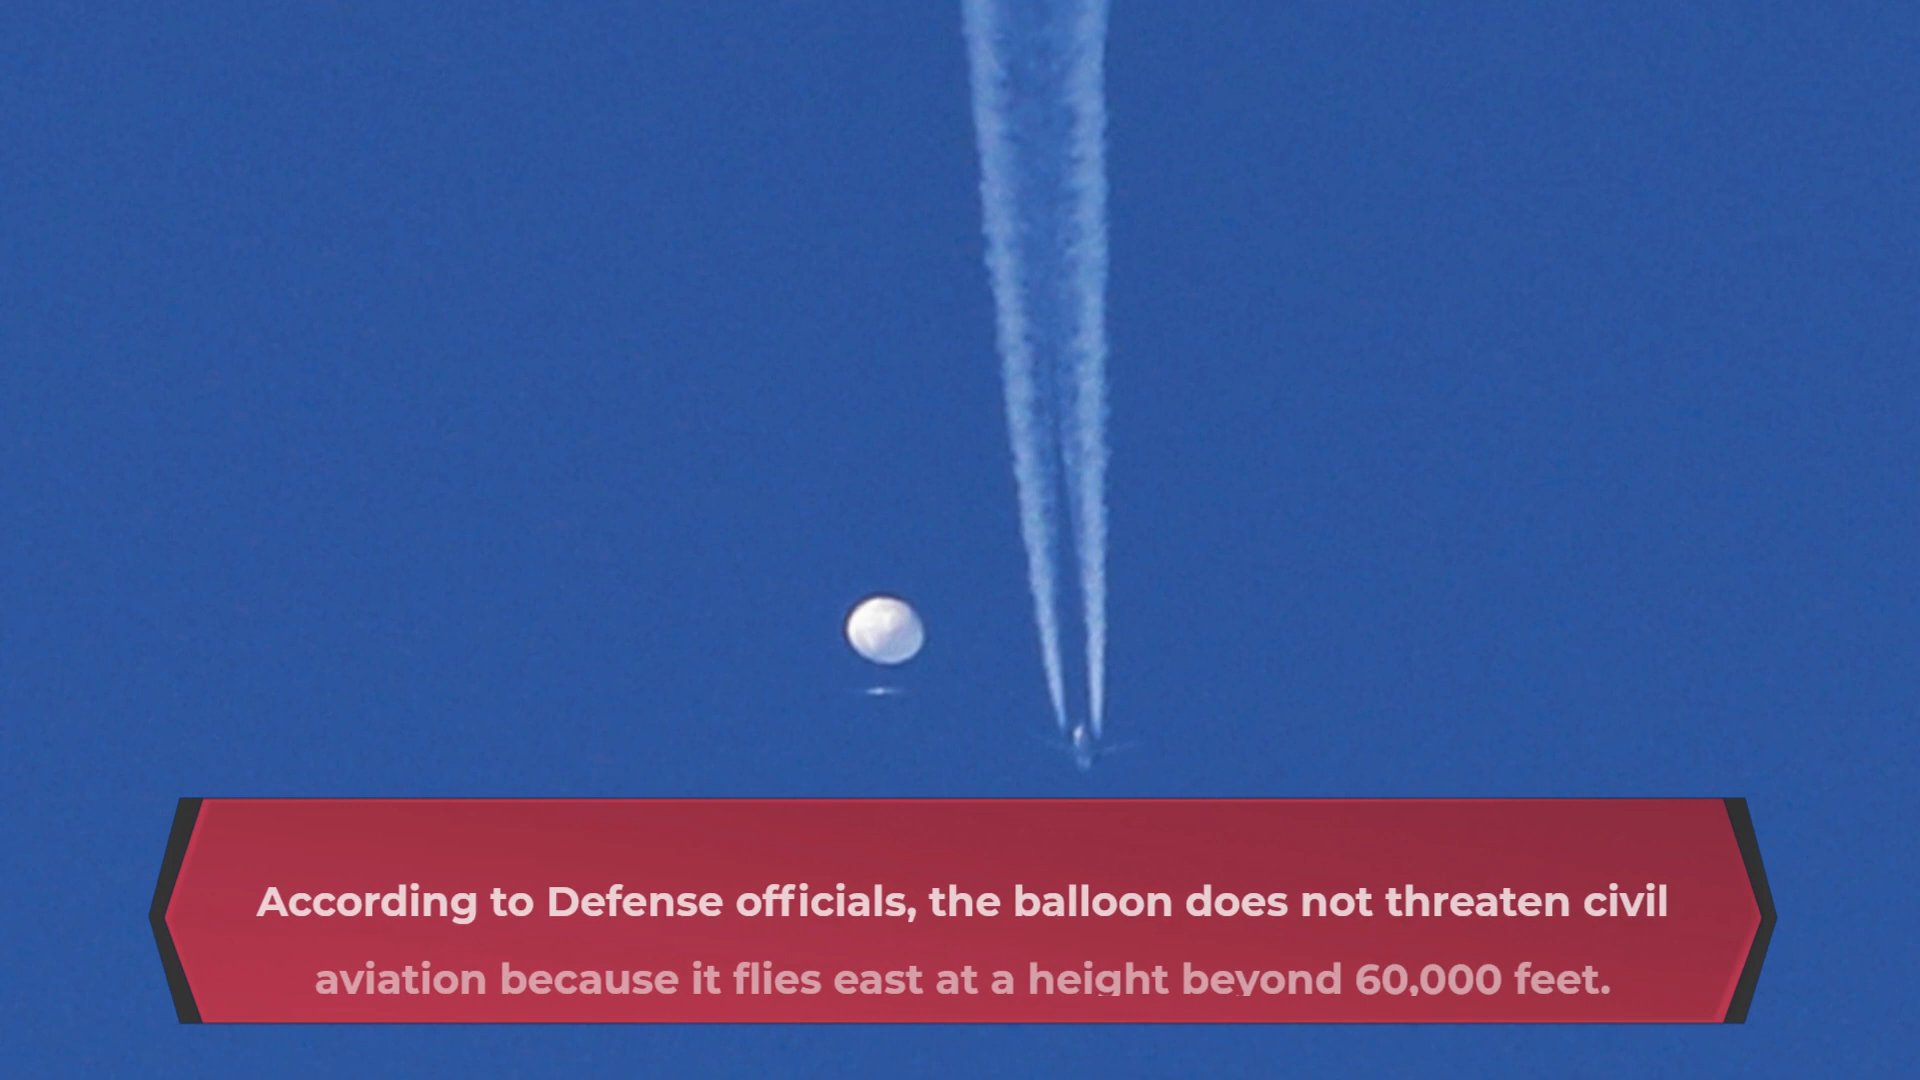 According to Defense officials, the balloon does not threaten civil
aviation because it flies east at a height beyond 60,000 feet.